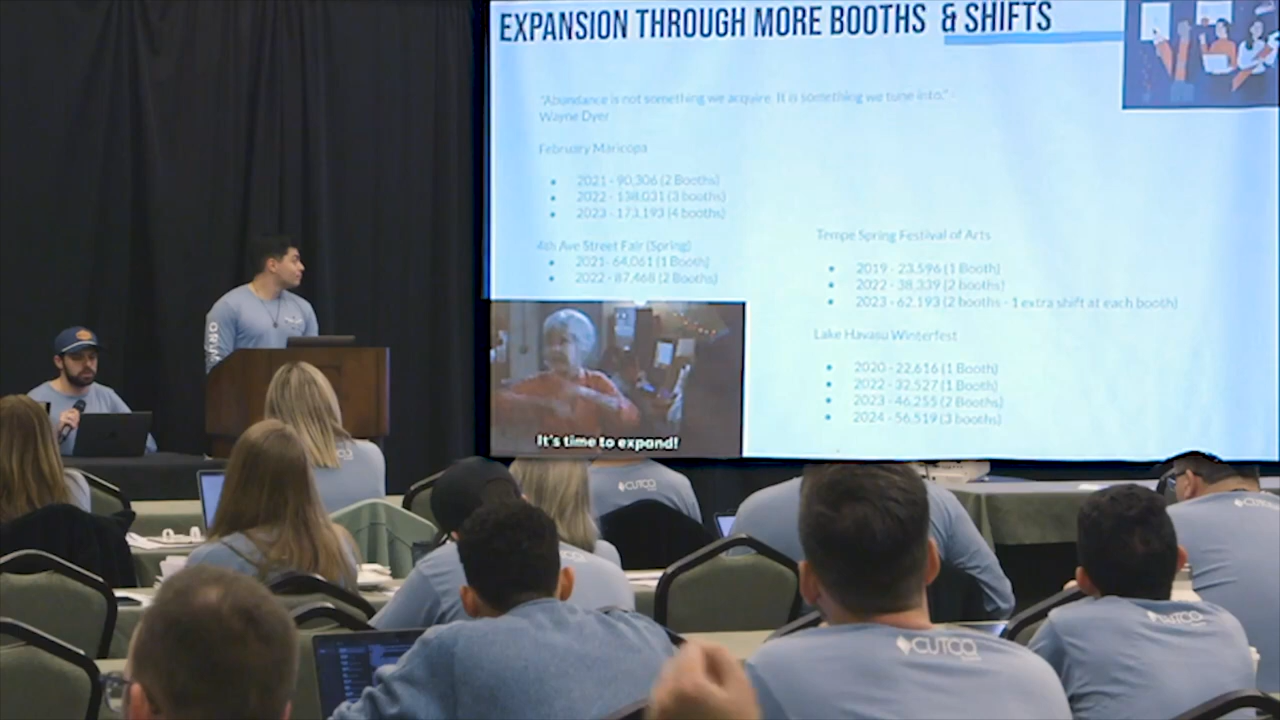 EXPANSION THROUGH MORE BOOTHS & SHIFTS
"Abundance is not something we acquire. It is something we tune into." -
Wayne Dyer
February Maricopa
2021 - 90,306 (2 Booths)
2022 - 138,031 (3 booths)
2023 - 173,193 (4 booths)
4th Ave Street Fair (Spring)
2021- 64,061 (1 Booth)
2022 - 87,468 (2 Booths)
Tempe Spring Festival of Arts
2019 - 23,596 (1 Booth)
2022 - 38,339 (2 booths)
2023 - 62,193 (2 booths - 1 extra shift at each booth)
Lake Havasu Winterfest
2020 - 22,616 (1 Booth)
2022 - 32,527 (1 Booth)
2023 - 46,255 (2 Booths)
2024 - 56,519 (3 booths)
It's time to expand!
CUTCO
CUTCO
CUTCO